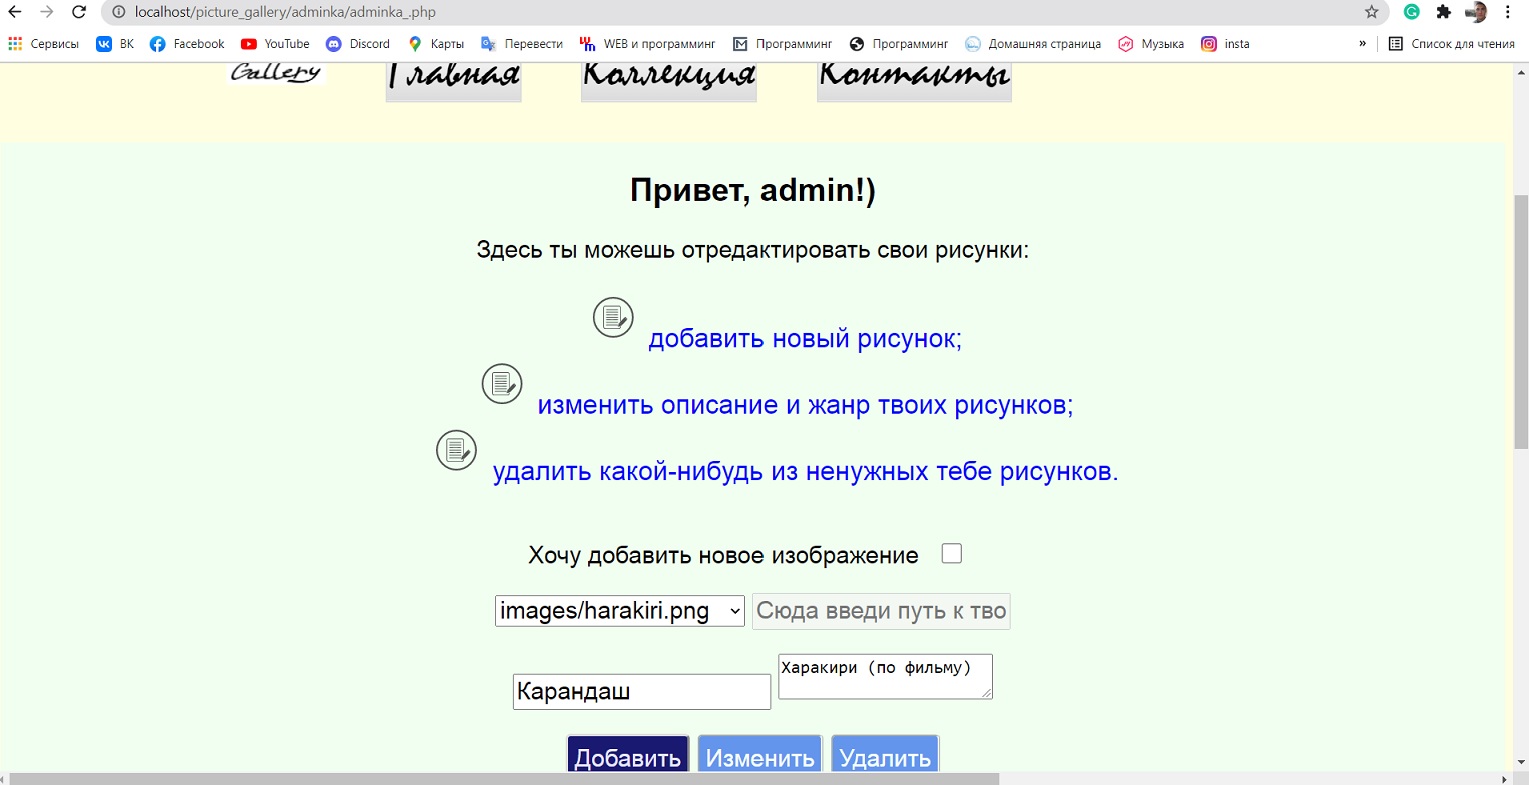 localhost/picture_gallery/adminka/adminka_.php
Сервисы ВК Facebook YouTube Discord Карты Перевести WEB и программинг Программинг Программинг Домашняя страница Музыка insta » Список для чтения
Gallery Главная Коллекция Контакты
Привет, admin!)
Здесь ты можешь отредактировать свои рисунки:
добавить новый рисунок;
изменить описание и жанр твоих рисунков;
удалить какой-нибудь из ненужных тебе рисунков.
Хочу добавить новое изображение
images/harakiri.png Сюда введи путь к тво
Карандаш Харакири (по фильму)
Добавить Изменить Удалить